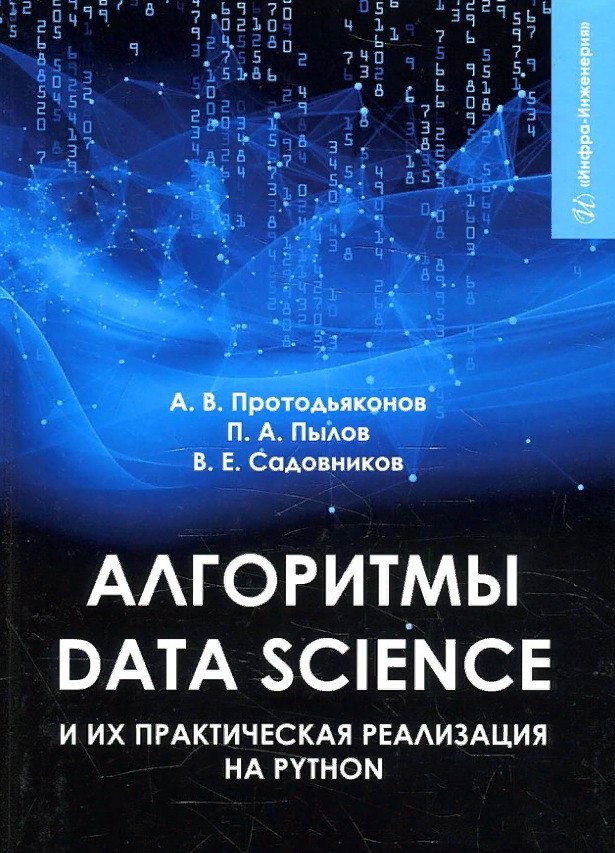 «Инфра-Инженерия»
А. В. Протодьяконов
П. А. Пылов
В. Е. Садовников
АЛГОРИТМЫ
DATA SCIENCE
И ИХ ПРАКТИЧЕСКАЯ РЕАЛИЗАЦИЯ
НА PYTHON